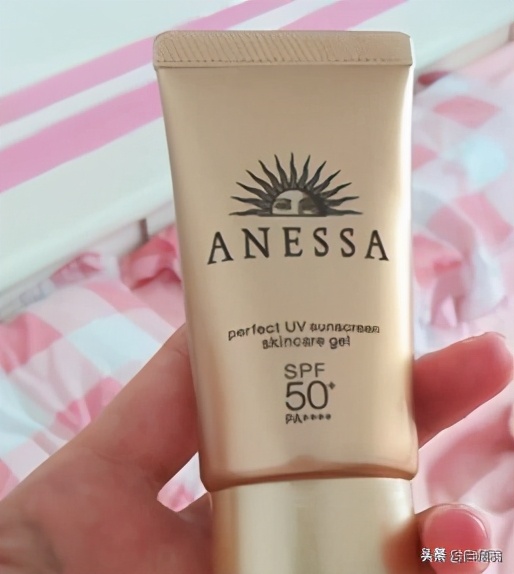 ANESSA
perfect UV sunscreen
skincare gel
SPF
50+
PA++++
头条